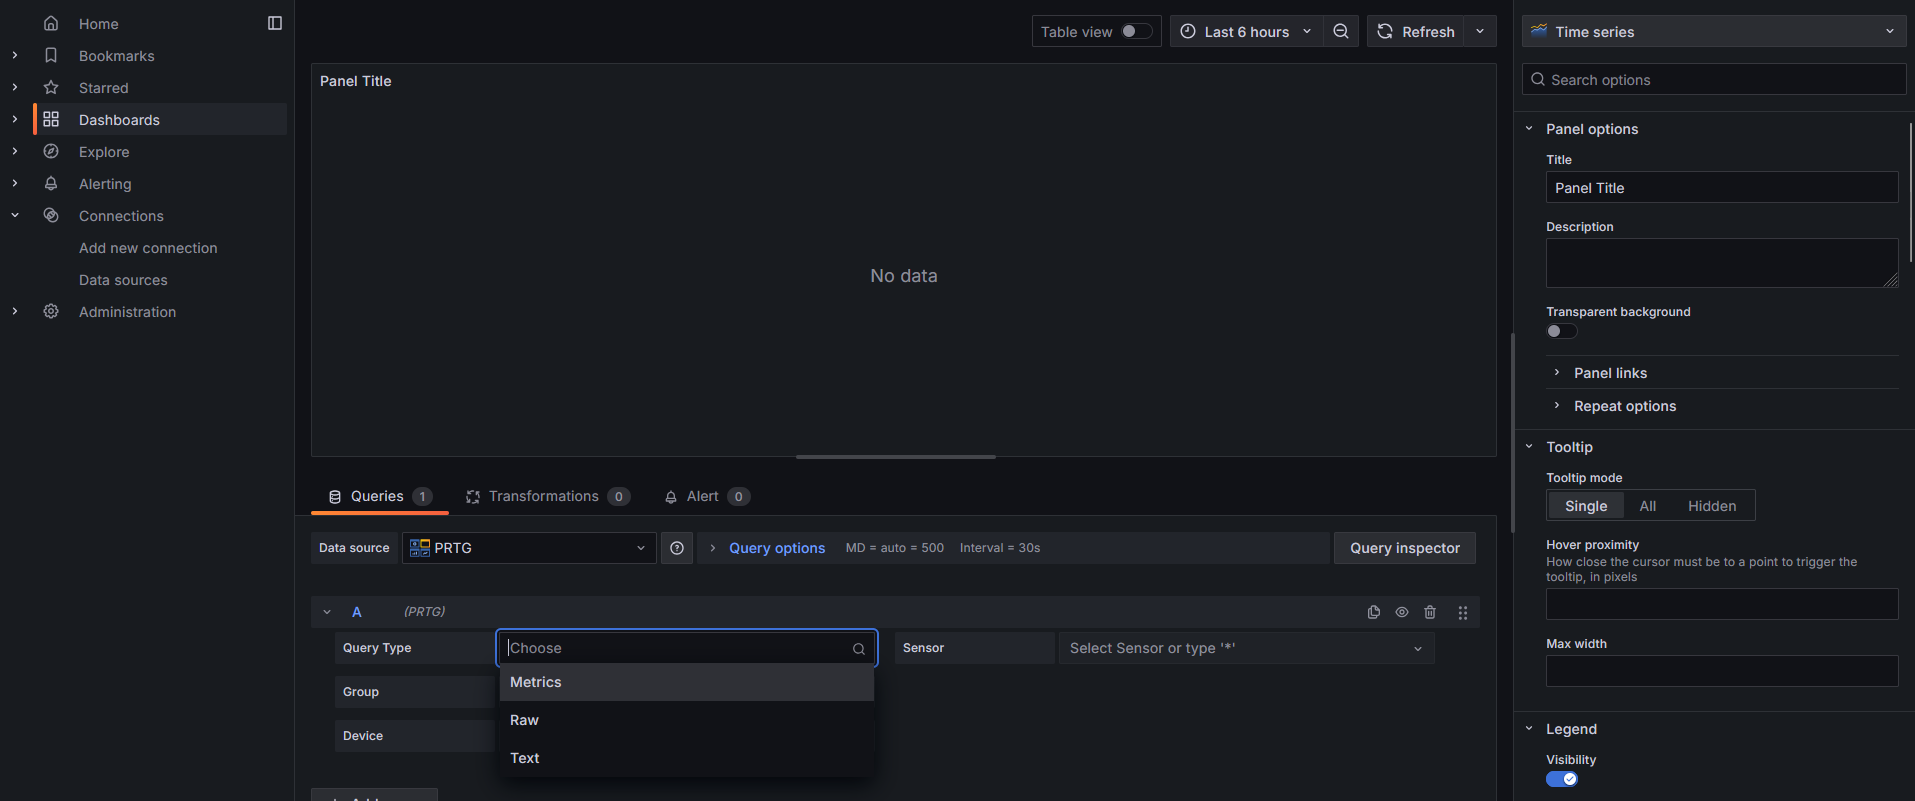 Home
Bookmarks
Starred
Dashboards
Explore
Alerting
Connections
Add new connection
Data sources
Administration
Table view
Last 6 hours
Refresh
Panel Title
No data
Queries 1
Transformations 0
Alert 0
Data source
PRTG
Query options
MD = auto = 500
Interval = 30s
Query inspector
A
(PRTG)
Query Type
Choose
Sensor
Select Sensor or type '*'
Group
Device
Metrics
Raw
Text
Time series
Search options
Panel options
Title
Panel Title
Description
Transparent background
Panel links
Repeat options
Tooltip
Tooltip mode
Single All Hidden
Hover proximity
How close the cursor must be to a point to trigger the
tooltip, in pixels
Max width
Legend
Visibility